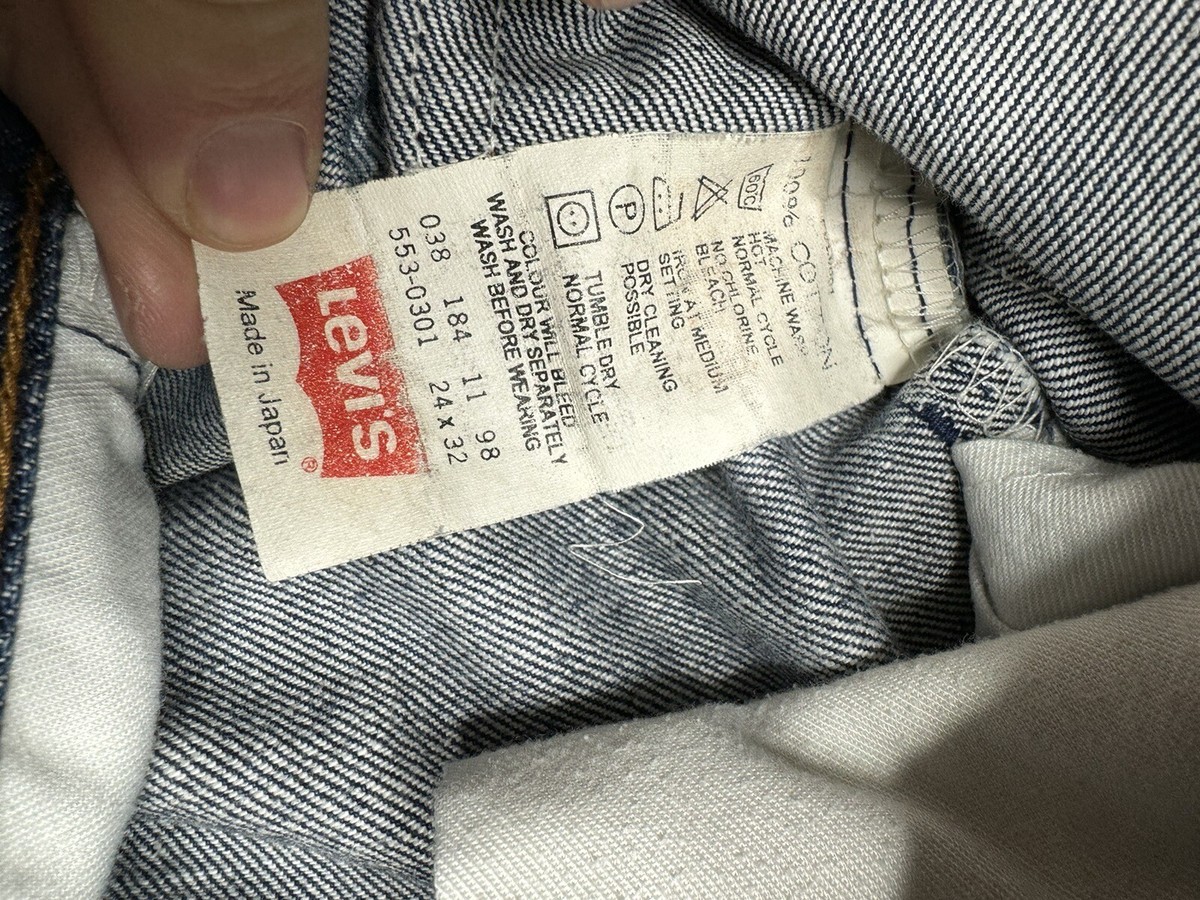 100% COTTON
60C
MACHINE WASH
HOT
NORMAL CYCLE
NO CHLORINE
BLEACH
IRON AT MEDIUM
SETTING
P
DRY CLEANING
POSSIBLE
TUMBLE DRY
NORMAL CYCLE
COLOUR WILL BLEED
WASH AND DRY SEPARATELY
WASH BEFORE WEARING
038 184 11 98
553-0301 24 x 32
LEVI'S®
Made in Japan